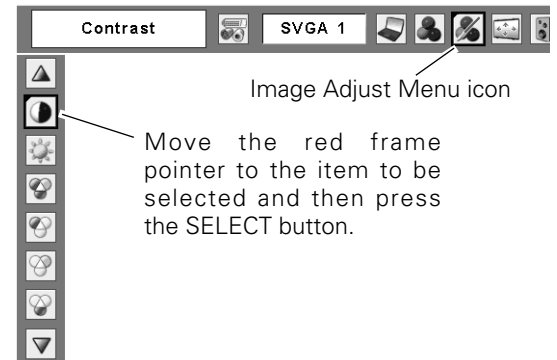 Contrast
SVGA 1
Image Adjust Menu icon
Move the red frame
pointer to the item to be
selected and then press
the SELECT button.